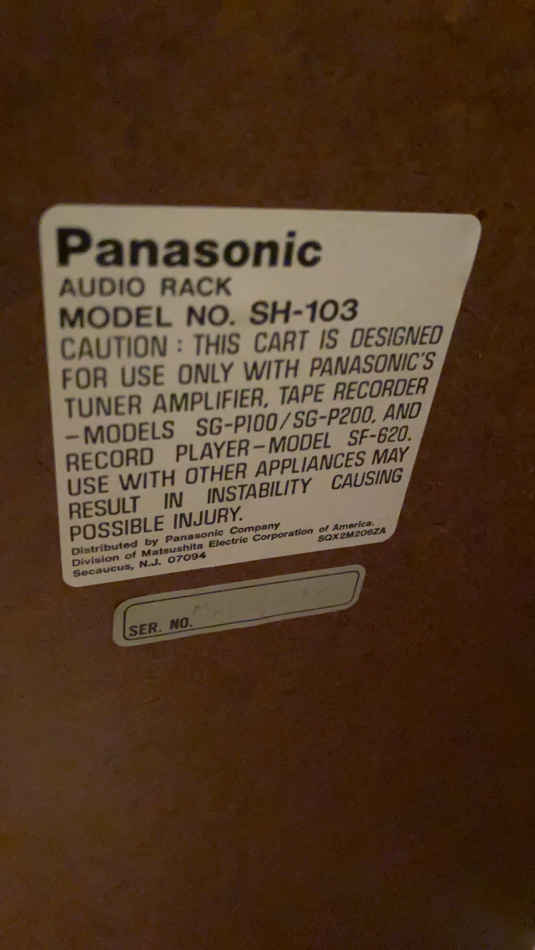 Panasonic
AUDIO RACK
MODEL NO. SH-103
CAUTION : THIS CART IS DESIGNED
FOR USE ONLY WITH PANASONIC'S
TUNER AMPLIFIER, TAPE RECORDER
-MODELS SG-P100/SG-P200, AND
RECORD PLAYER-MODEL SF-620.
USE WITH OTHER APPLIANCES MAY
RESULT IN INSTABILITY CAUSING
POSSIBLE INJURY.
Distributed by Panasonic Company
Division of Matsushita Electric Corporation of America.
Secaucus, N.J. 07094 SQX2M206ZA
SER. NO.